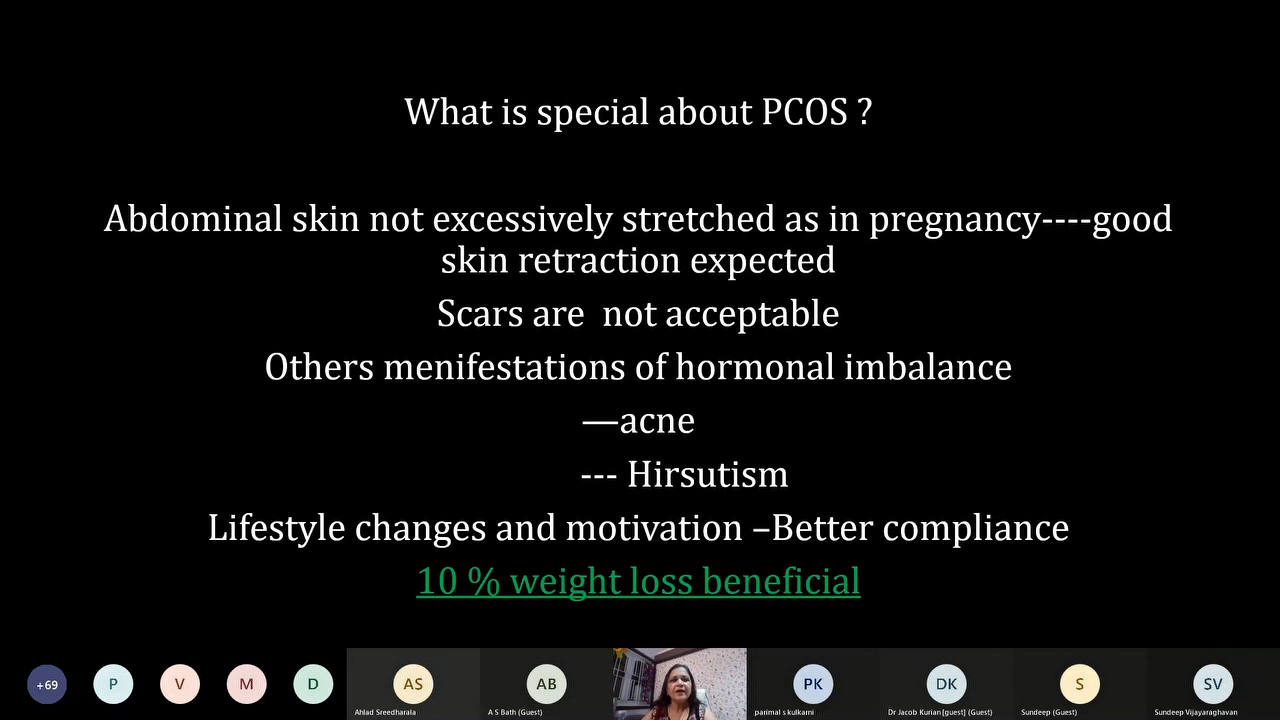 What is special about PCOS ?
Abdominal skin not excessively stretched as in pregnancy----good
skin retraction expected
Scars are  not acceptable
Others menifestations of hormonal imbalance
—acne
--- Hirsutism
Lifestyle changes and motivation –Better compliance
10 % weight loss beneficial
+69
P
V
M
D
AS
AB
PK
DK
S
SV
Ahlad Sreedharala
A S Bath (Guest)
parimal s kulkarni
Dr Jacob Kurian[guest] (Guest)
Sundeep (Guest)
Sundeep Vijayaraghavan